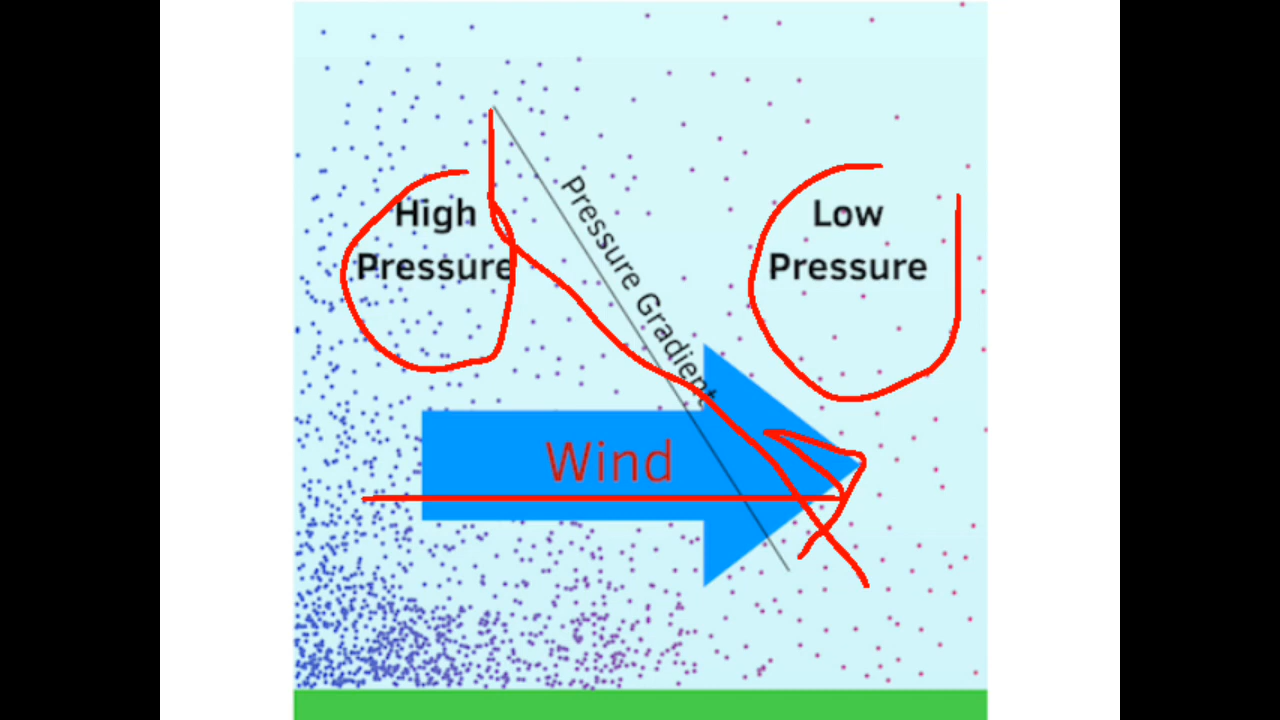 High
Pressure
Low
Pressure
Pressure Gradient
Wind